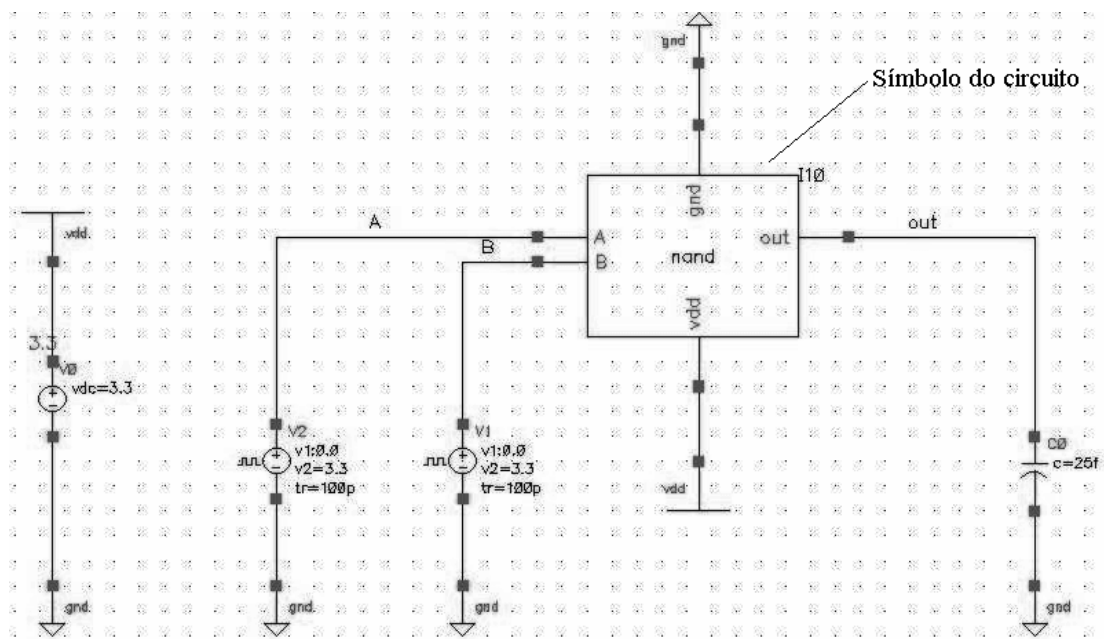 gnd
Símbolo do circuito
I10
gnd
vdd
A
A
out
out
B
B
nand
vdd
3.3
V0
vdc=3.3
V2
v1:0.0
v2=3.3
tr=100p
V1
v1:0.0
v2=3.3
tr=100p
C0
c=25f
vdd
gnd
gnd
gnd
gnd